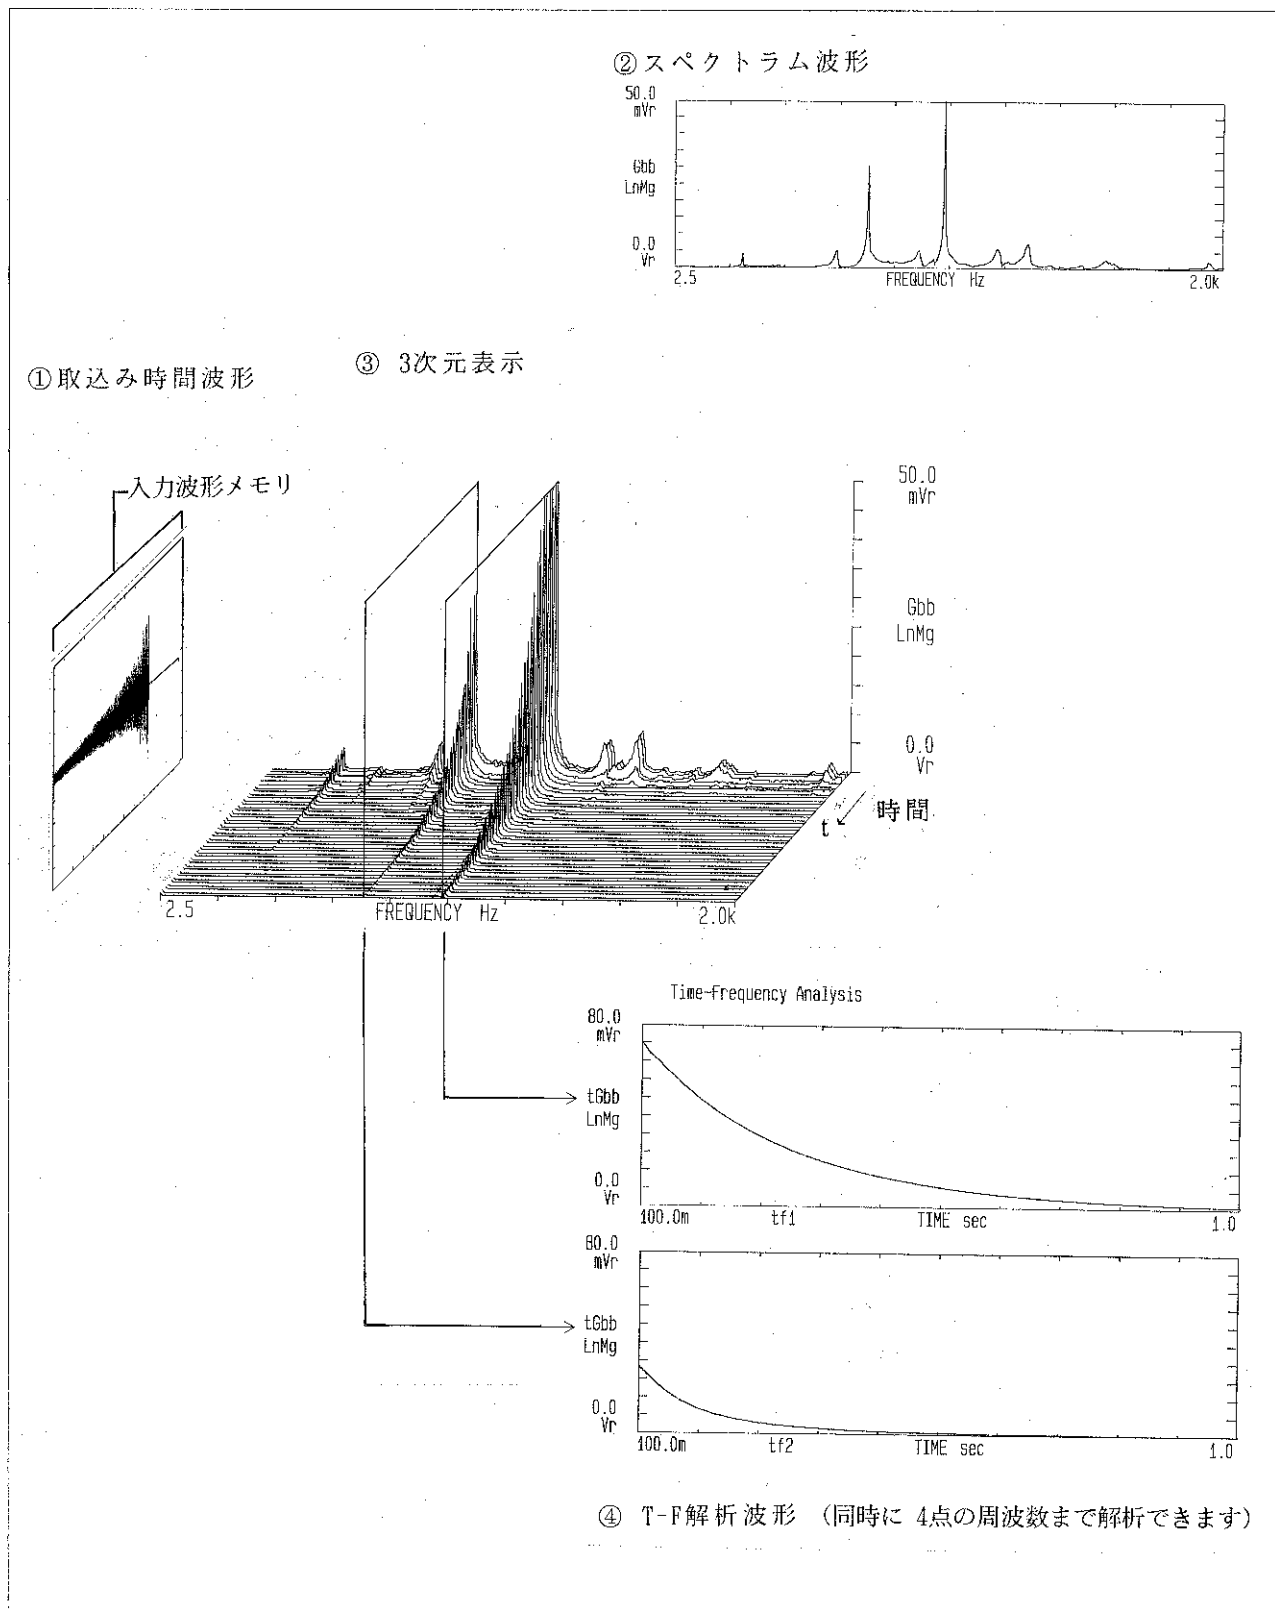 ②スペクトラム波形
50.0
mVr
Gbb
LnMg
0.0
Vr
2.5
FREQUENCY Hz
2.0k
①取込み時間波形
③ 3次元表示
入力波形メモリ
50.0
mVr
Gbb
LnMg
0.0
Vr
t
時間
2.5
FREQUENCY Hz
2.0k
Time-Frequency Analysis
80.0
mVr
tGbb
LnMg
0.0
Vr
100.0m
tf1
TIME sec
1.0
80.0
mVr
tGbb
LnMg
0.0
Vr
100.0m
tf2
TIME sec
1.0
④ T-F解析波形 (同時に 4点の周波数まで解析できます)